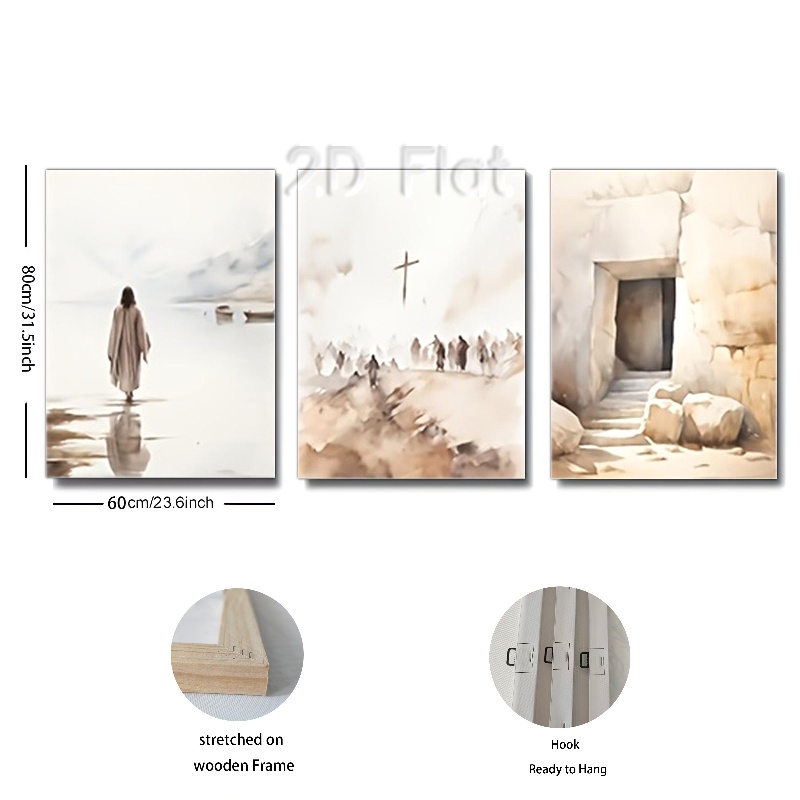 2D Flat
80cm/31.5inch
60cm/23.6inch
stretched on
wooden Frame
Hook
Ready to Hang